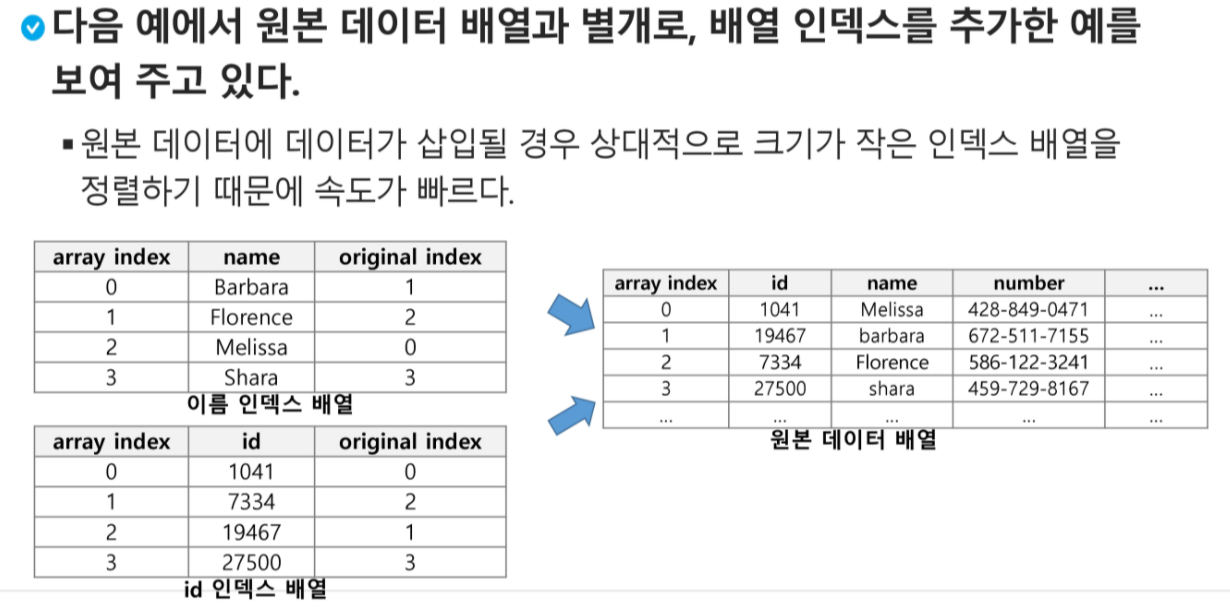 다음 예에서 원본 데이터 배열과 별개로, 배열 인덱스를 추가한 예를
보여 주고 있다.
▪ 원본 데이터에 데이터가 삽입될 경우 상대적으로 크기가 작은 인덱스 배열을
정렬하기 때문에 속도가 빠르다.
array index name original index
0 Barbara 1
1 Florence 2
2 Melissa 0
3 Shara 3
이름 인덱스 배열
array index id original index
0 1041 0
1 7334 2
2 19467 1
3 27500 3
id 인덱스 배열
array index id name number ...
0 1041 Melissa 428-849-0471 ...
1 19467 barbara 672-511-7155 ...
2 7334 Florence 586-122-3241 ...
3 27500 shara 459-729-8167 ...
... ... ... ... ...
원본 데이터 배열